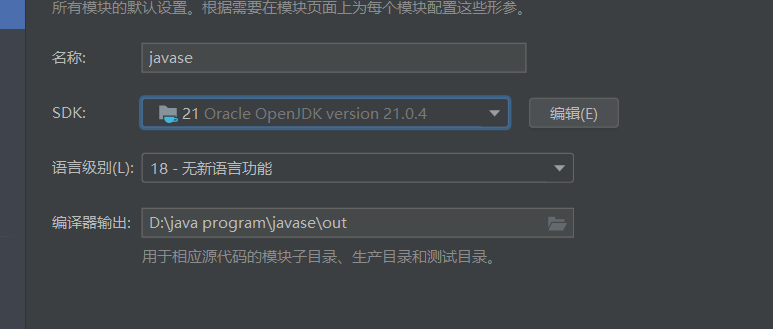 所有模块的默认设置。根据需要在模块页面上为每个模块配置这些形参。
名称: javase
SDK: 21 Oracle OpenJDK version 21.0.4 编辑(E)
语言级别(L): 18 - 无新语言功能
编译器输出: D:\java program\javase\out
用于相应源代码的模块子目录、生产目录和测试目录。